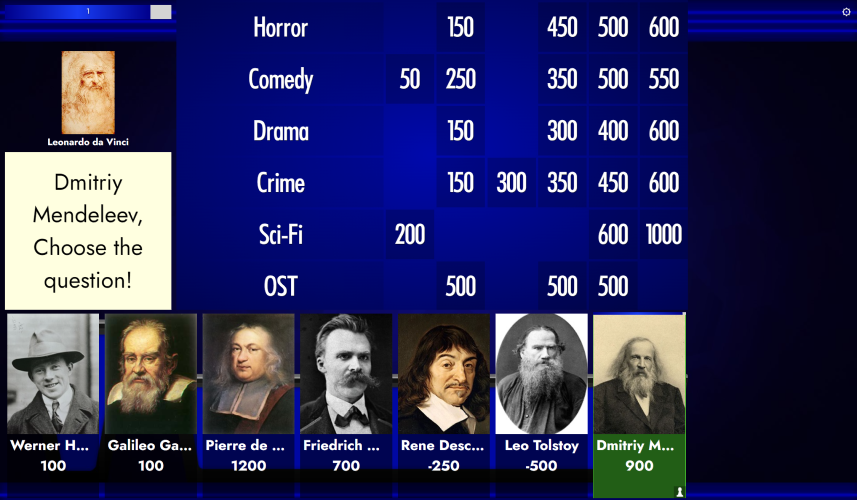 1
Leonardo da Vinci
Dmitriy
Mendeleev,
Choose the
question!
Horror 150 450 500 600
Comedy 50 250 350 500 550
Drama 150 300 400 600
Crime 150 300 350 450 600
Sci-Fi 200 600 1000
OST 500 500 500
Werner H... Galileo Ga... Pierre de ... Friedrich ... Rene Desc... Leo Tolstoy Dmitriy M...
100 100 1200 700 -250 -500 900